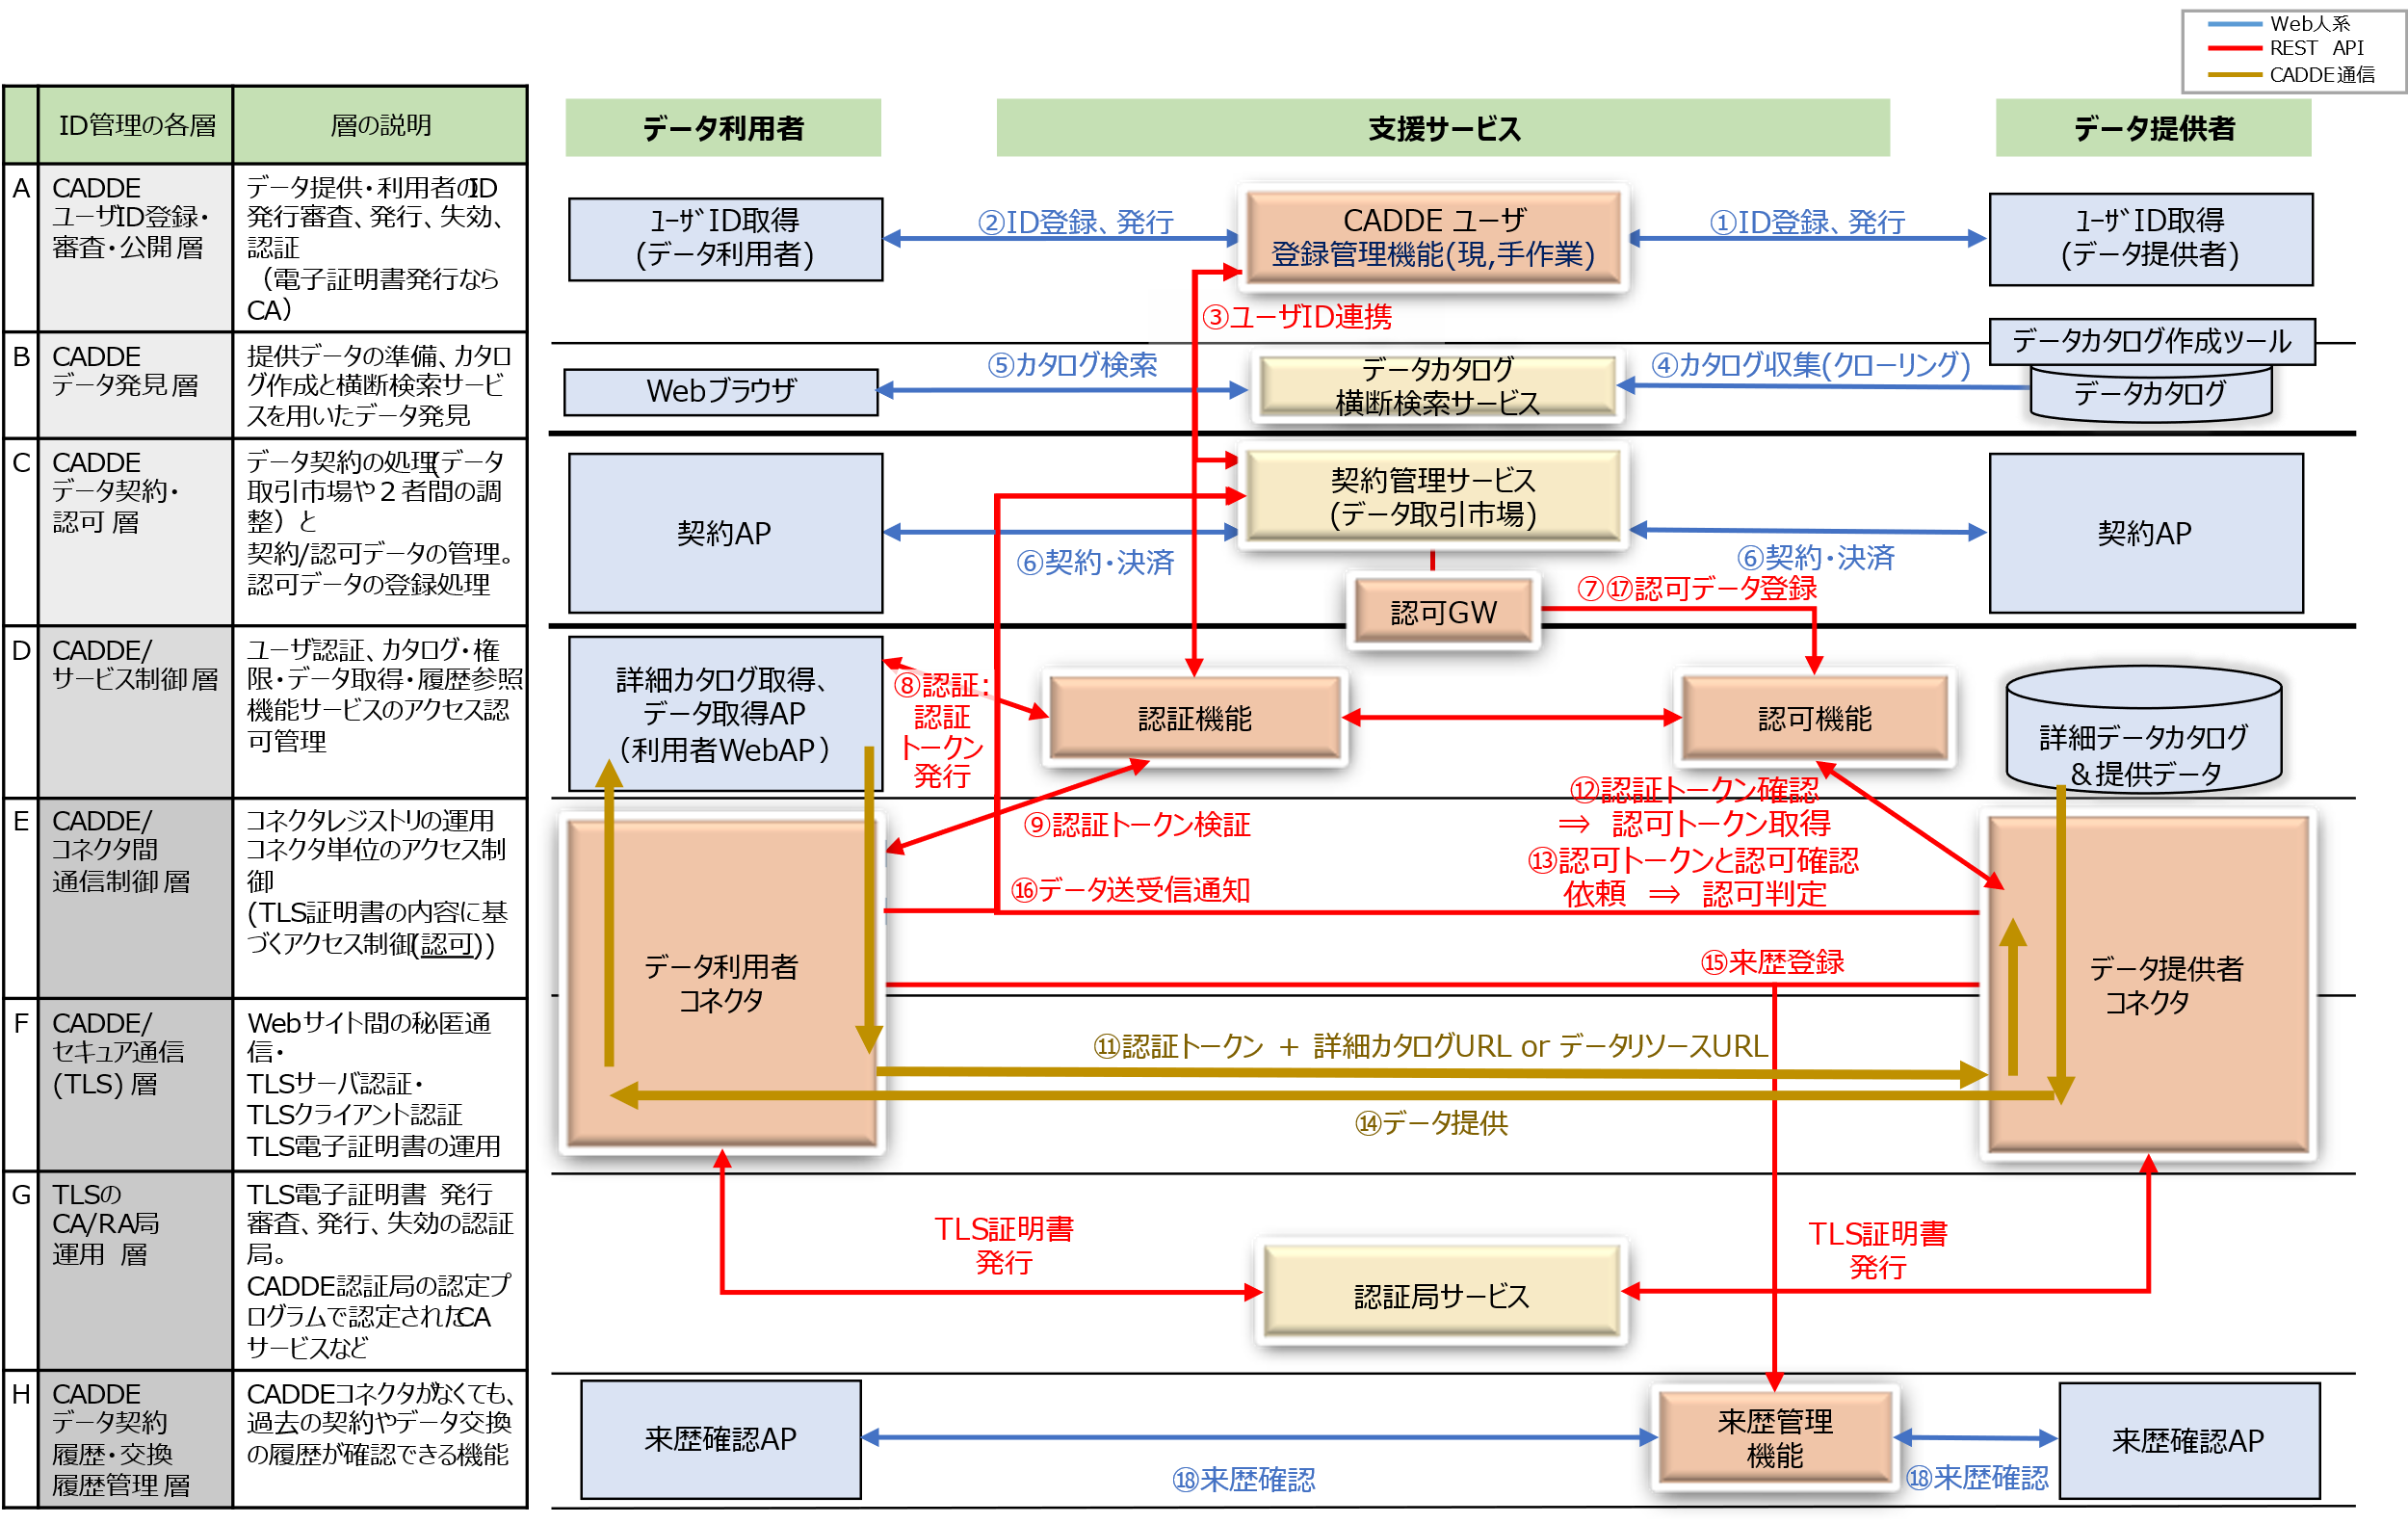 Web人系
REST API
CADDE通信
ID管理の各層
層の説明
データ利用者
支援サービス
データ提供者
A
CADDE
ユーザID登録・
審査・公開 層
データ提供・利用者のID
発行審査、発行、失効、
認証
（電子証明書発行なら
CA）
ﾕｰｻﾞID取得
(データ利用者)
②ID登録、発行
CADDE ユーザ
登録管理機能(現,手作業)
①ID登録、発行
ﾕｰｻﾞID取得
(データ提供者)
③ユーザID連携
B
CADDE
データ発見 層
提供データの準備、カタロ
グ作成と横断検索サービ
スを用いたデータ発見
Webブラウザ
⑤カタログ検索
データカタログ
横断検索サービス
④カタログ収集(クローリング)
データカタログ作成ツール
データカタログ
C
CADDE
データ契約・
認可 層
データ契約の処理(データ
取引市場や２者間の調
整）と
契約/認可データの管理。
認可データの登録処理
契約AP
⑥契約・決済
契約管理サービス
(データ取引市場)
⑥契約・決済
契約AP
認可GW
⑦⑰認可データ登録
D
CADDE/
サービス制御 層
ユーザ認証、カタログ・権
限・データ取得・履歴参照
機能サービスのアクセス認
可管理
詳細カタログ取得、
データ取得AP
（利用者WebAP）
⑧認証：
認証
トークン
発行
認証機能
認可機能
詳細データカタログ
＆提供データ
E
CADDE/
コネクタ間
通信制御 層
コネクタレジストリの運用
コネクタ単位のアクセス制
御
(TLS証明書の内容に基
づくアクセス制御(認可))
⑨認証トークン検証
⑫認証トークン確認
⇒ 認可トークン取得
⑬認可トークンと認可確認
依頼 ⇒ 認可判定
⑯データ送受信通知
データ利用者
コネクタ
⑮来歴登録
データ提供者
コネクタ
F
CADDE/
セキュア通信
(TLS) 層
Webサイト間の秘匿通
信・
TLSサーバ認証・
TLSクライアント認証
TLS電子証明書の運用
⑪認証トークン ＋ 詳細カタログURL or データリソースURL
⑭データ提供
G
TLSの
CA/RA局
運用 層
TLS電子証明書 発行
審査、発行、失効の認証
局。
CADDE認証局の認定プ
ログラムで認定されたCA
サービスなど
TLS証明書
発行
認証局サービス
TLS証明書
発行
H
CADDE
データ契約
履歴・交換
履歴管理 層
CADDEコネクタがなくても、
過去の契約やデータ交換
の履歴が確認できる機能
来歴確認AP
⑱来歴確認
来歴管理
機能
⑱来歴確認
来歴確認AP